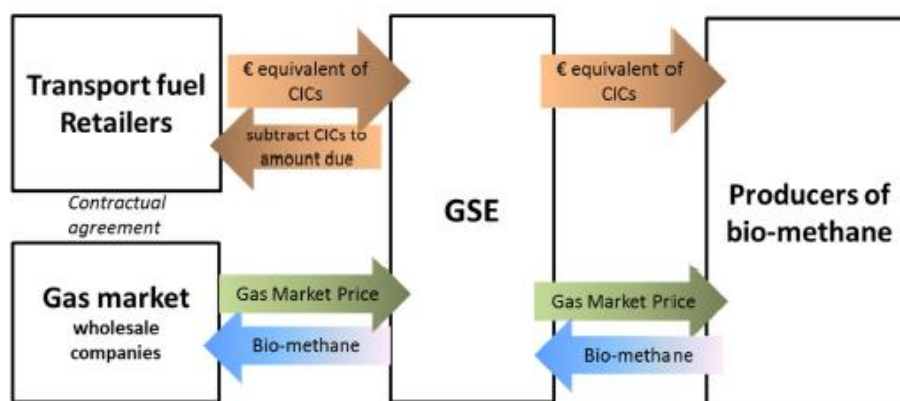 Transport fuel
Retailers
€ equivalent of
CICs
subtract CICs to
amount due
Contractual
agreement
Gas market
wholesale
companies
Gas Market Price
Bio-methane
GSE
€ equivalent of
CICs
Gas Market Price
Bio-methane
Producers of
bio-methane